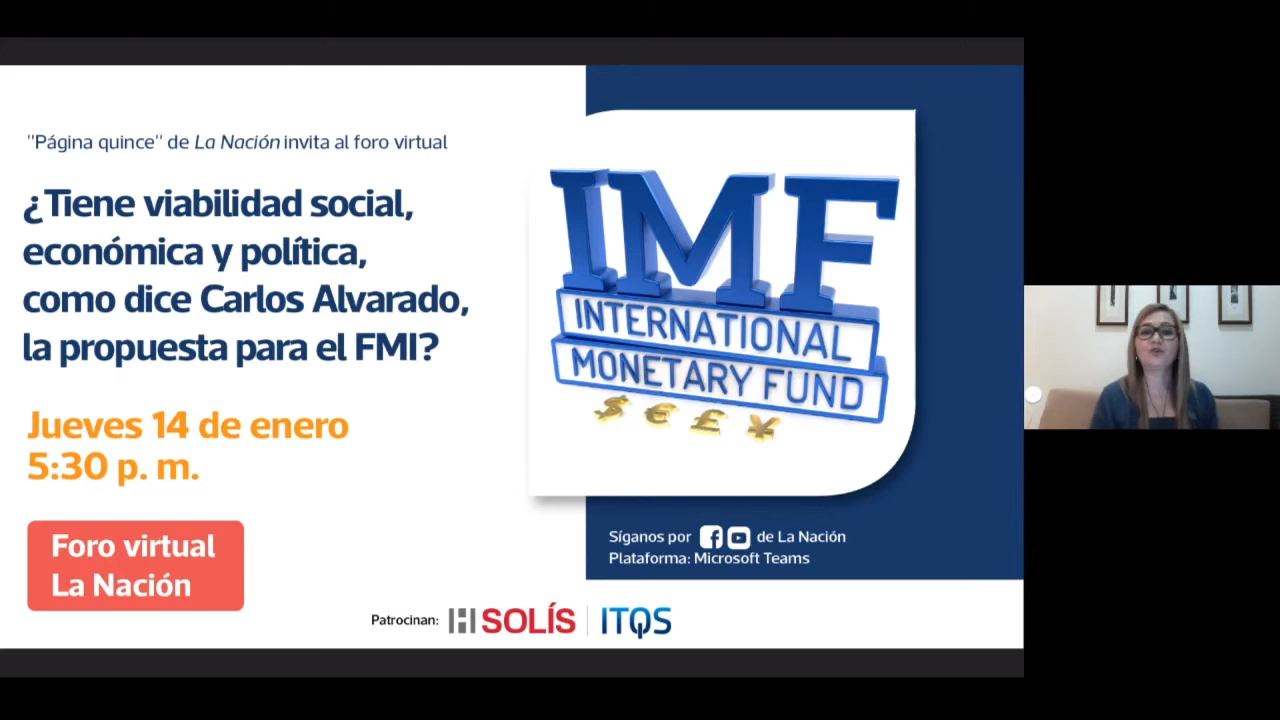 "Página quince" de La Nación invita al foro virtual
¿Tiene viabilidad social,
económica y política,
como dice Carlos Alvarado,
la propuesta para el FMI?
Jueves 14 de enero
5:30 p. m.
Foro virtual
La Nación
IMF
INTERNATIONAL
MONETARY FUND
$ € £ ¥
Síganos por de La Nación
Plataforma: Microsoft Teams
Patrocinan: H SOLÍS ITQS